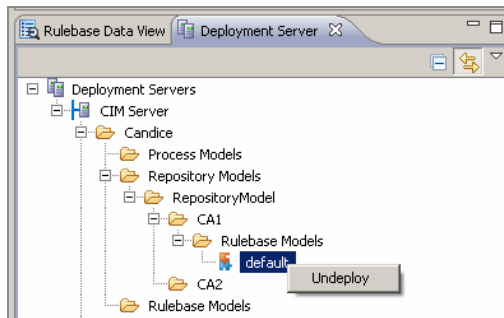 Rulebase Data View Deployment Server
Deployment Servers
CIM Server
Candice
Process Models
Repository Models
RepositoryModel
CA1
Rulebase Models
default
Undeploy
CA2
Rulebase Models